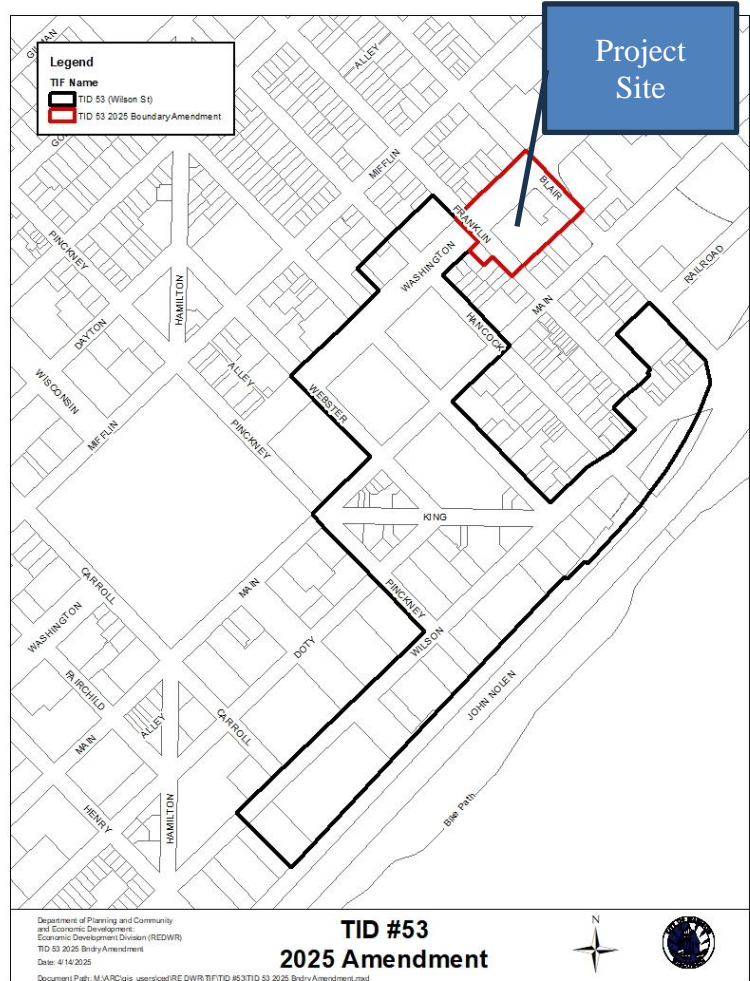 Project
Site
Legend
TIF Name
TID 53 (Wilson St)
TID 53 2025 Boundary Amendment
ALLEY
MIFFLIN
BLAIR
FRANKLIN
PINCKNEY
WASHINGTON
RAILROAD
HAMILTON
MAIN
HANCOCK
DAYTON
ALLEY
WISCONSIN
WEBSTER
MIFFLIN
PINCKNEY
KING
CARROLL
MAIN
PINCKNEY
WASHINGTON
DOTY
WILSON
FAIRCHILD
JOHN NOLEN
ALLEY
CARROLL
MAIN
HENRY
HAMILTON
Bike Path
Department of Planning and Community
and Economic Development:
Economic Development Division (REDWR)
TID 53 2025 Bndry Amendment
Date: 4/14/2025
TID #53
2025 Amendment
N